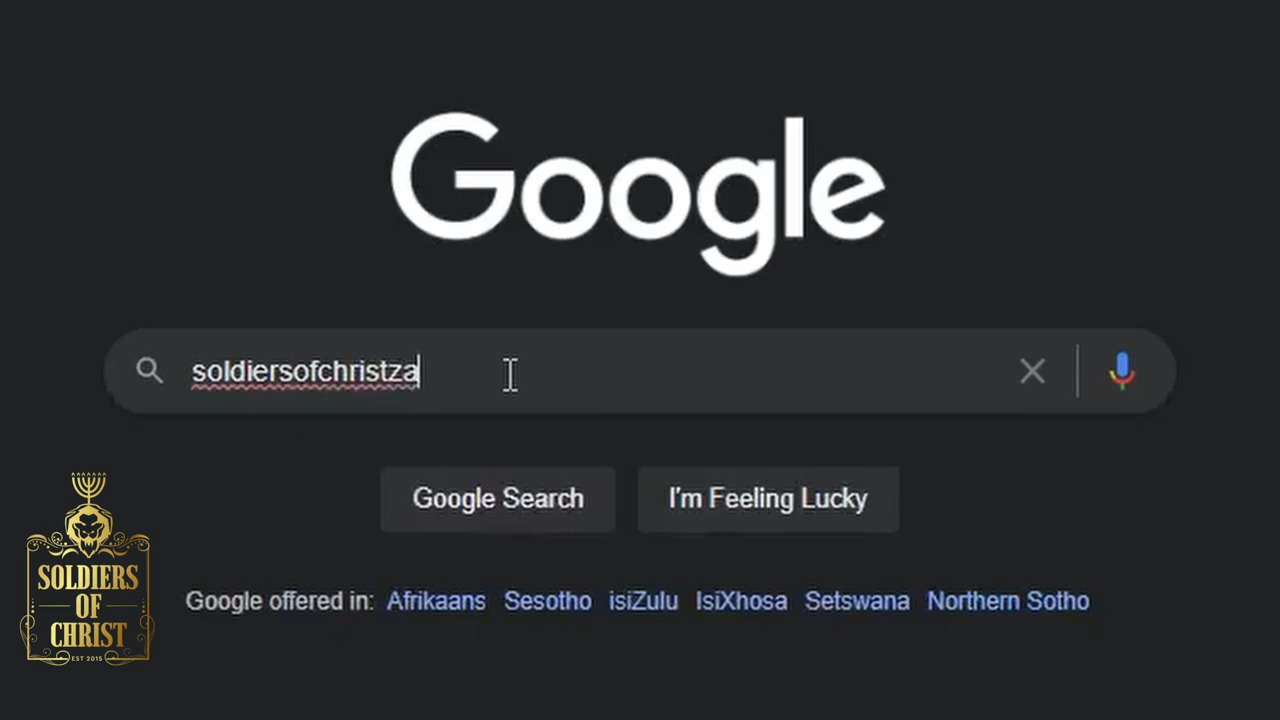 Google
soldiersofchristza
Google Search
I'm Feeling Lucky
Google offered in: Afrikaans Sesotho isiZulu IsiXhosa Setswana Northern Sotho
SOLDIERS
OF
CHRIST
EST 2015